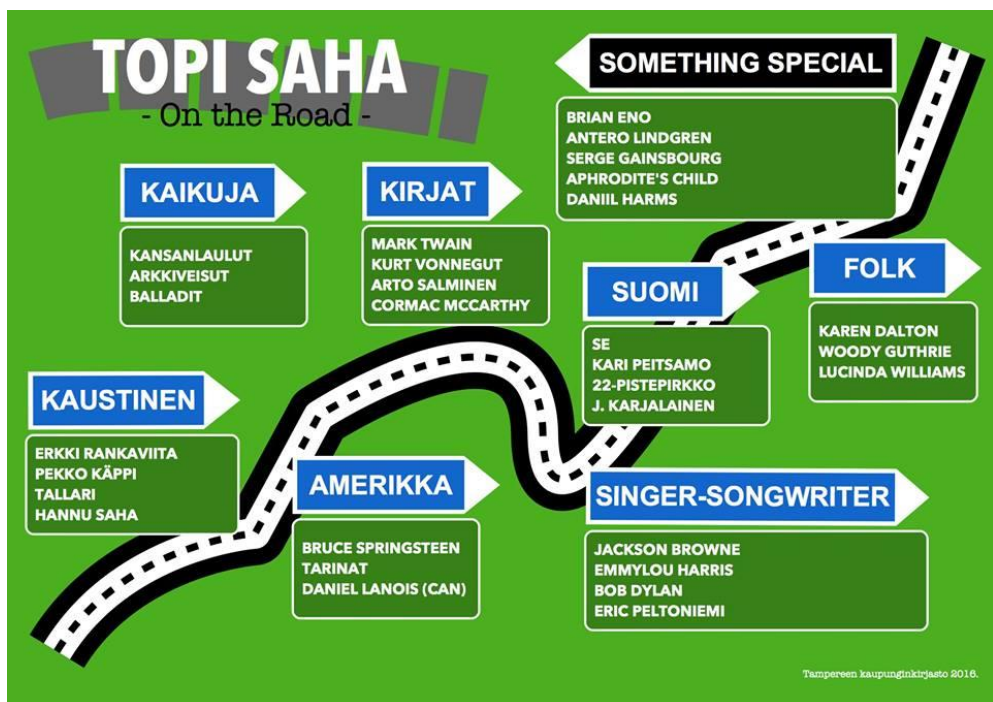 TOPI SAHA
- On the Road -
SOMETHING SPECIAL
BRIAN ENO
ANTERO LINDGREN
SERGE GAINSBOURG
APHRODITE'S CHILD
DANIIL HARMS
KAIKUJA
KANSANLAULUT
ARKKIVEISUT
BALLADIT
KIRJAT
MARK TWAIN
KURT VONNEGUT
ARTO SALMINEN
CORMAC MCCARTHY
SUOMI
SE
KARI PEITSAMO
22-PISTEPIRKKO
J. KARJALAINEN
FOLK
KAREN DALTON
WOODY GUTHRIE
LUCINDA WILLIAMS
KAUSTINEN
ERKKI RANKAVIITA
PEKKO KÄPPI
TALLARI
HANNU SAHA
AMERIKKA
BRUCE SPRINGSTEEN
TARINAT
DANIEL LANOIS (CAN)
SINGER-SONGWRITER
JACKSON BROWNE
EMMYLOU HARRIS
BOB DYLAN
ERIC PELTONIEMI
Tampereen kaupunginkirjasto 2016.